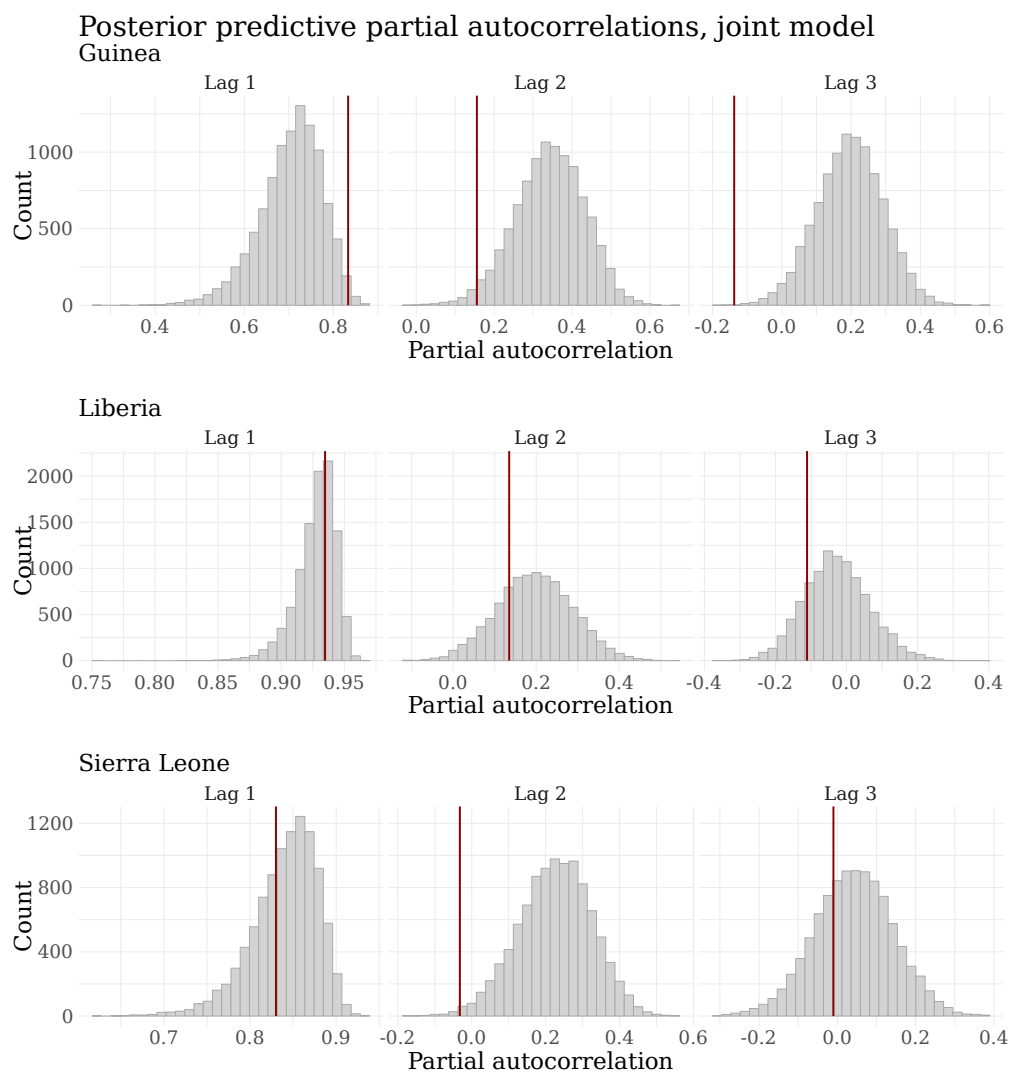 Posterior predictive partial autocorrelations, joint model
Guinea
Lag 1 Lag 2 Lag 3
Count
1000
500
0
0.4 0.6 0.8 0.0 0.2 0.4 0.6 -0.2 0.0 0.2 0.4 0.6
Partial autocorrelation
Liberia
Lag 1 Lag 2 Lag 3
Count
2000
1500
1000
500
0
0.75 0.80 0.85 0.90 0.95 0.0 0.2 0.4 -0.4 -0.2 0.0 0.2 0.4
Partial autocorrelation
Sierra Leone
Lag 1 Lag 2 Lag 3
Count
1200
800
400
0
0.7 0.8 0.9 -0.2 0.0 0.2 0.4 0.6 -0.2 0.0 0.2 0.4
Partial autocorrelation